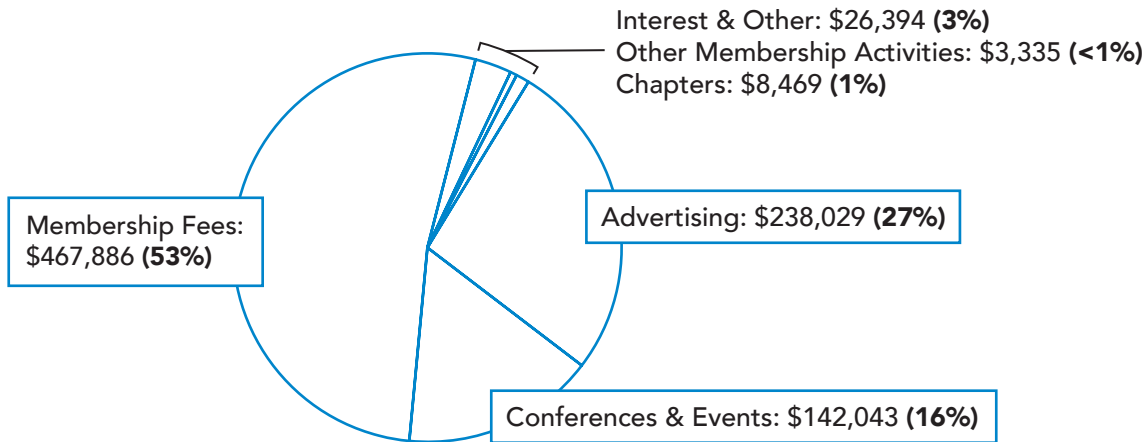 Interest & Other: $26,394 (3%)
Other Membership Activities: $3,335 (<1%)
Chapters: $8,469 (1%)
Advertising: $238,029 (27%)
Membership Fees:
$467,886 (53%)
Conferences & Events: $142,043 (16%)